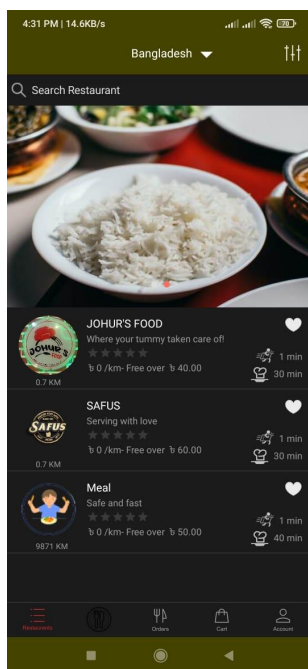 4:31 PM | 14.6KB/s
70
Bangladesh
Search Restaurant
JOHUR'S FOOD
Where your tummy taken care of!
৳ 0 /km- Free over ৳ 40.00
1 min
30 min
JOHUR'S
FOOD
0.7 KM
SAFUS
Serving with love
৳ 0 /km- Free over ৳ 60.00
1 min
30 min
SAFUS
0.7 KM
Meal
Safe and fast
৳ 0 /km- Free over ৳ 50.00
1 min
40 min
9871 KM
Restaurants
Orders
Cart
Account